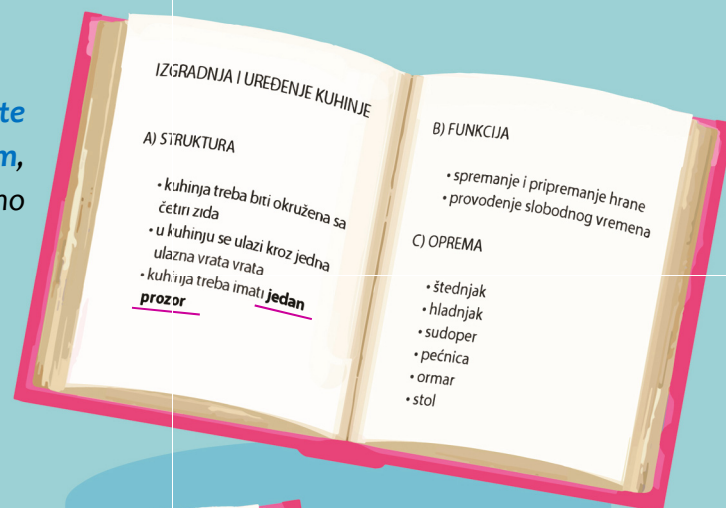 te
m,
no
IZGRADNJA I UREĐENJE KUHINJE
A) STRUKTURA
• kuhinja treba biti okružena sa
četiri zida
• u kuhinju se ulazi kroz jedna
ulazna vrata vrata
• kuhinja treba imati jedan
prozor
B) FUNKCIJA
• spremanje i pripremanje hrane
• provođenje slobodnog vremena
C) OPREMA
• štednjak
• hladnjak
• sudoper
• pećnica
• ormar
• stol